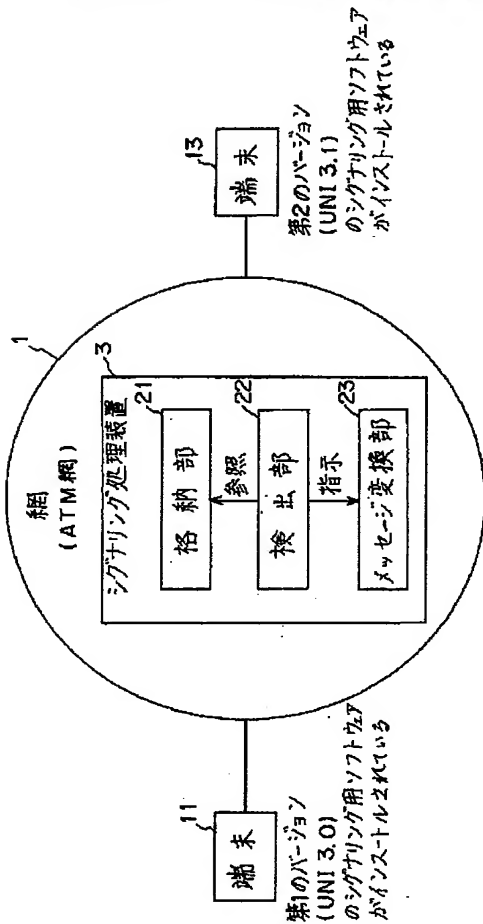 網
(ATM網)
1
シグナリング処理装置
3
格納部
21
参照
検出部
22
指示
メッセージ変換部
23
端末
11
第1のバージョン
(UNI 3.0)
のシグナリング用ソフトウェア
がインストールされている
端末
13
第2のバージョン
(UNI 3.1)
のシグナリング用ソフトウェア
がインストールされている